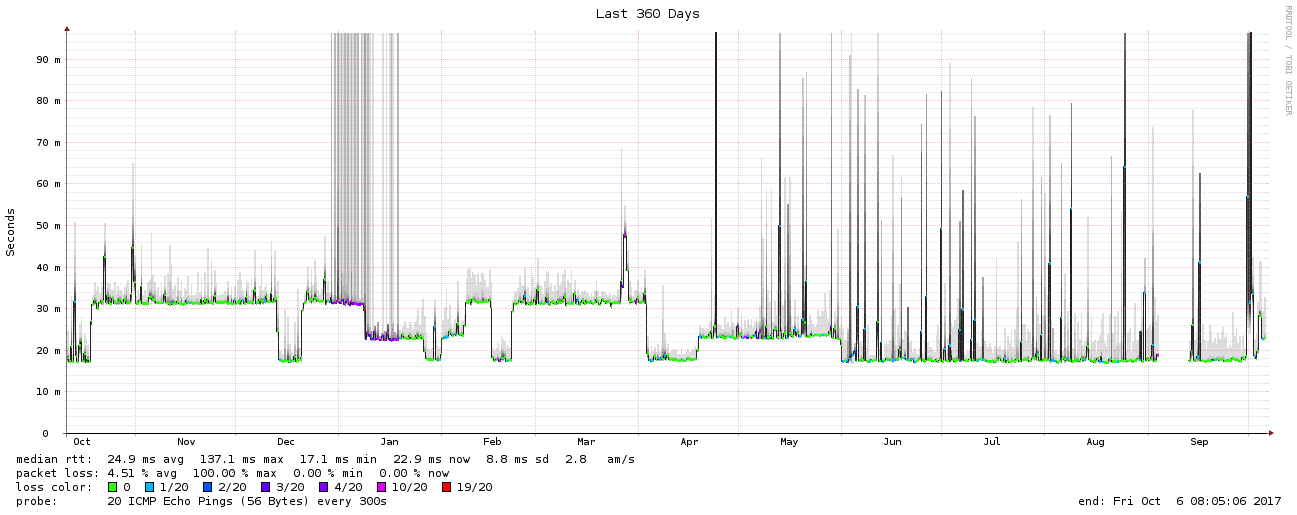 Last 360 Days
RRDTOOL / TOBI OETIKER
Seconds
90 m
80 m
70 m
60 m
50 m
40 m
30 m
20 m
10 m
0
Oct Nov Dec Jan Feb Mar Apr May Jun Jul Aug Sep
median rtt: 24.9 ms avg 137.1 ms max 17.1 ms min 22.9 ms now 8.8 ms sd 2.8 am/s
packet loss: 4.51 % avg 100.00 % max 0.00 % min 0.00 % now
loss color: 0 1/20 2/20 3/20 4/20 10/20 19/20
probe: 20 ICMP Echo Pings (56 Bytes) every 300s end: Fri Oct 6 08:05:06 2017